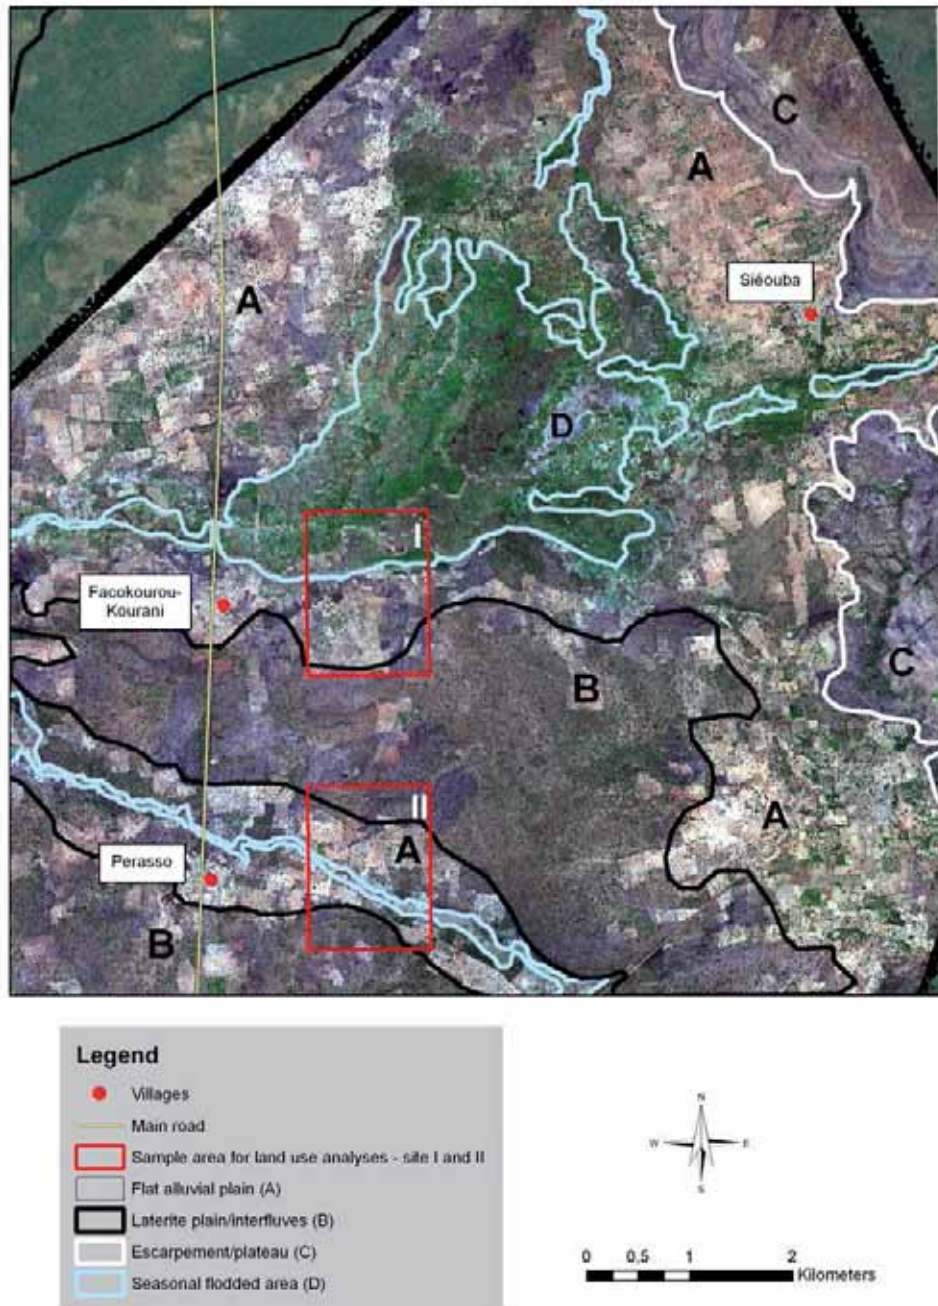 C
A
Siéouba
A
D
I
Facokourou-
Kourani
C
B
II
A
A
Perasso
B
Legend
Villages
Main road
Sample area for land use analyses - site I and II
Flat alluvial plain (A)
Laterite plain/interfluves (B)
Escarpement/plateau (C)
Seasonal flodded area (D)
N
W E
S
0 0,5 1 2
Kilometers